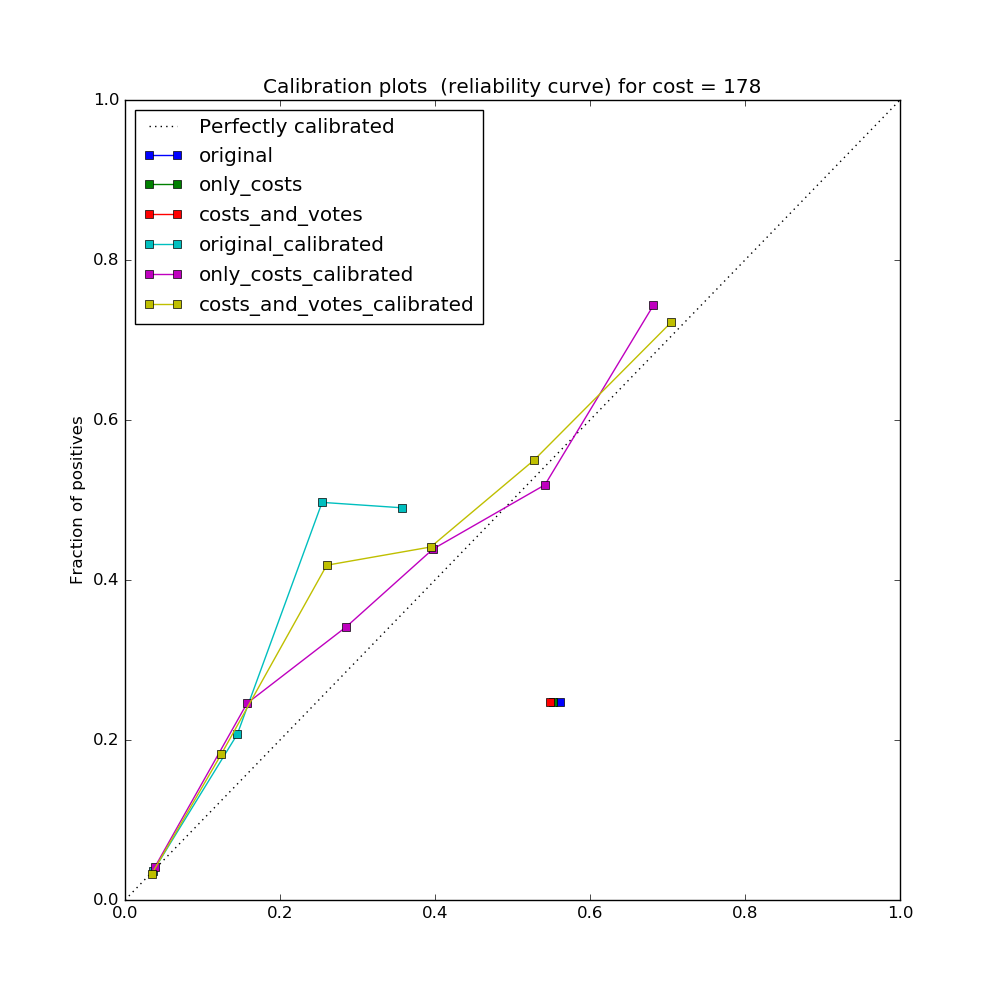 Calibration plots  (reliability curve) for cost = 178
1.0
0.8
0.6
0.4
0.2
0.0
Fraction of positives
Perfectly calibrated
original
only_costs
costs_and_votes
original_calibrated
only_costs_calibrated
costs_and_votes_calibrated
0.0 0.2 0.4 0.6 0.8 1.0